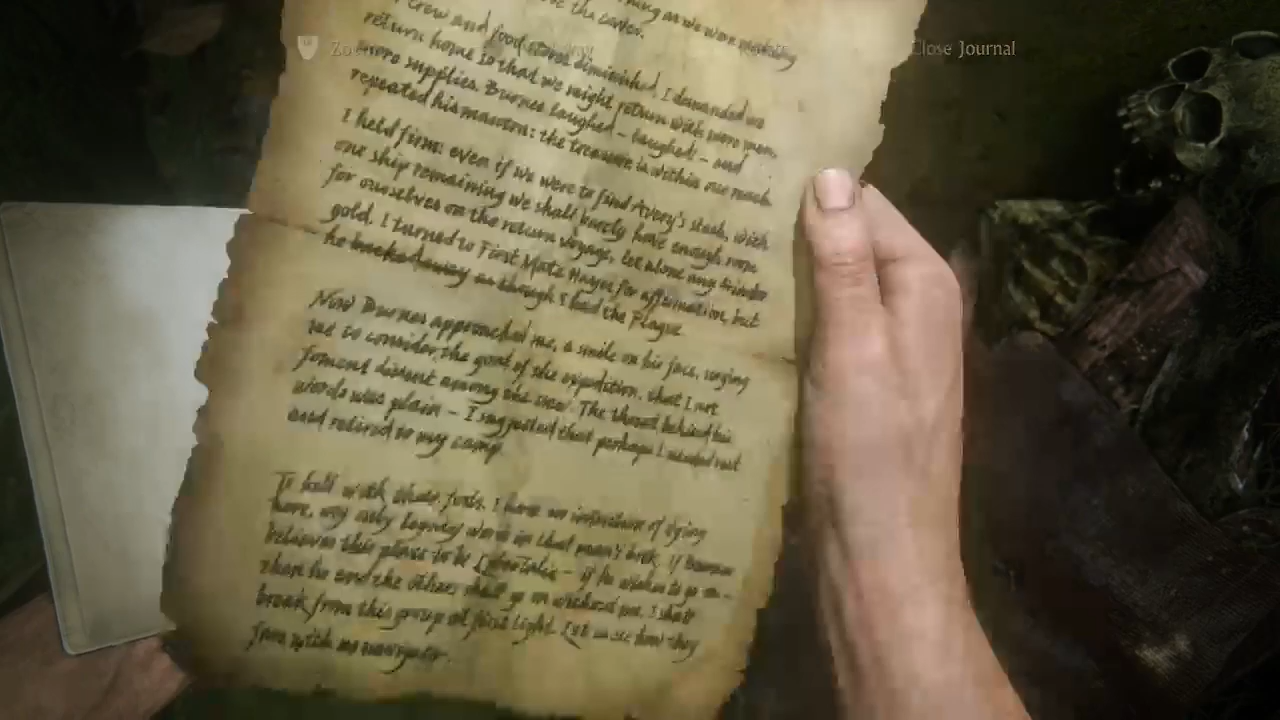 Close Journal
the caves.
crew and food stores diminished, I demanded we
return home so that we might return with more men,
more supplies. Burnes laughed - laughed! - and
repeated his mantra: the treasure is within our reach.
I held firm: even if we were to find Avery's stash, with
one ship remaining we shall barely have enough room
for ourselves on the return voyage, let alone any
gold. I turned to First Mate for affirmation, but
he backed away as though I had the Plague.
Now Burnes approached me, a smile on his face, urging
me to consider the goal of the expedition, that I not
foment dissent among the crew. The threat behind his
words was plain - I suggested that perhaps I needed rest
and retired to my camp.
To hell with these fools. I have no intention of dying
here, my only legacy words in that man's book. If Burnes
believes this place to be Libertalia - if he wishes to go on -
then he and the others shall go on without me. I shall
break from this group at first light. Let us see how they
fare with no navigator.